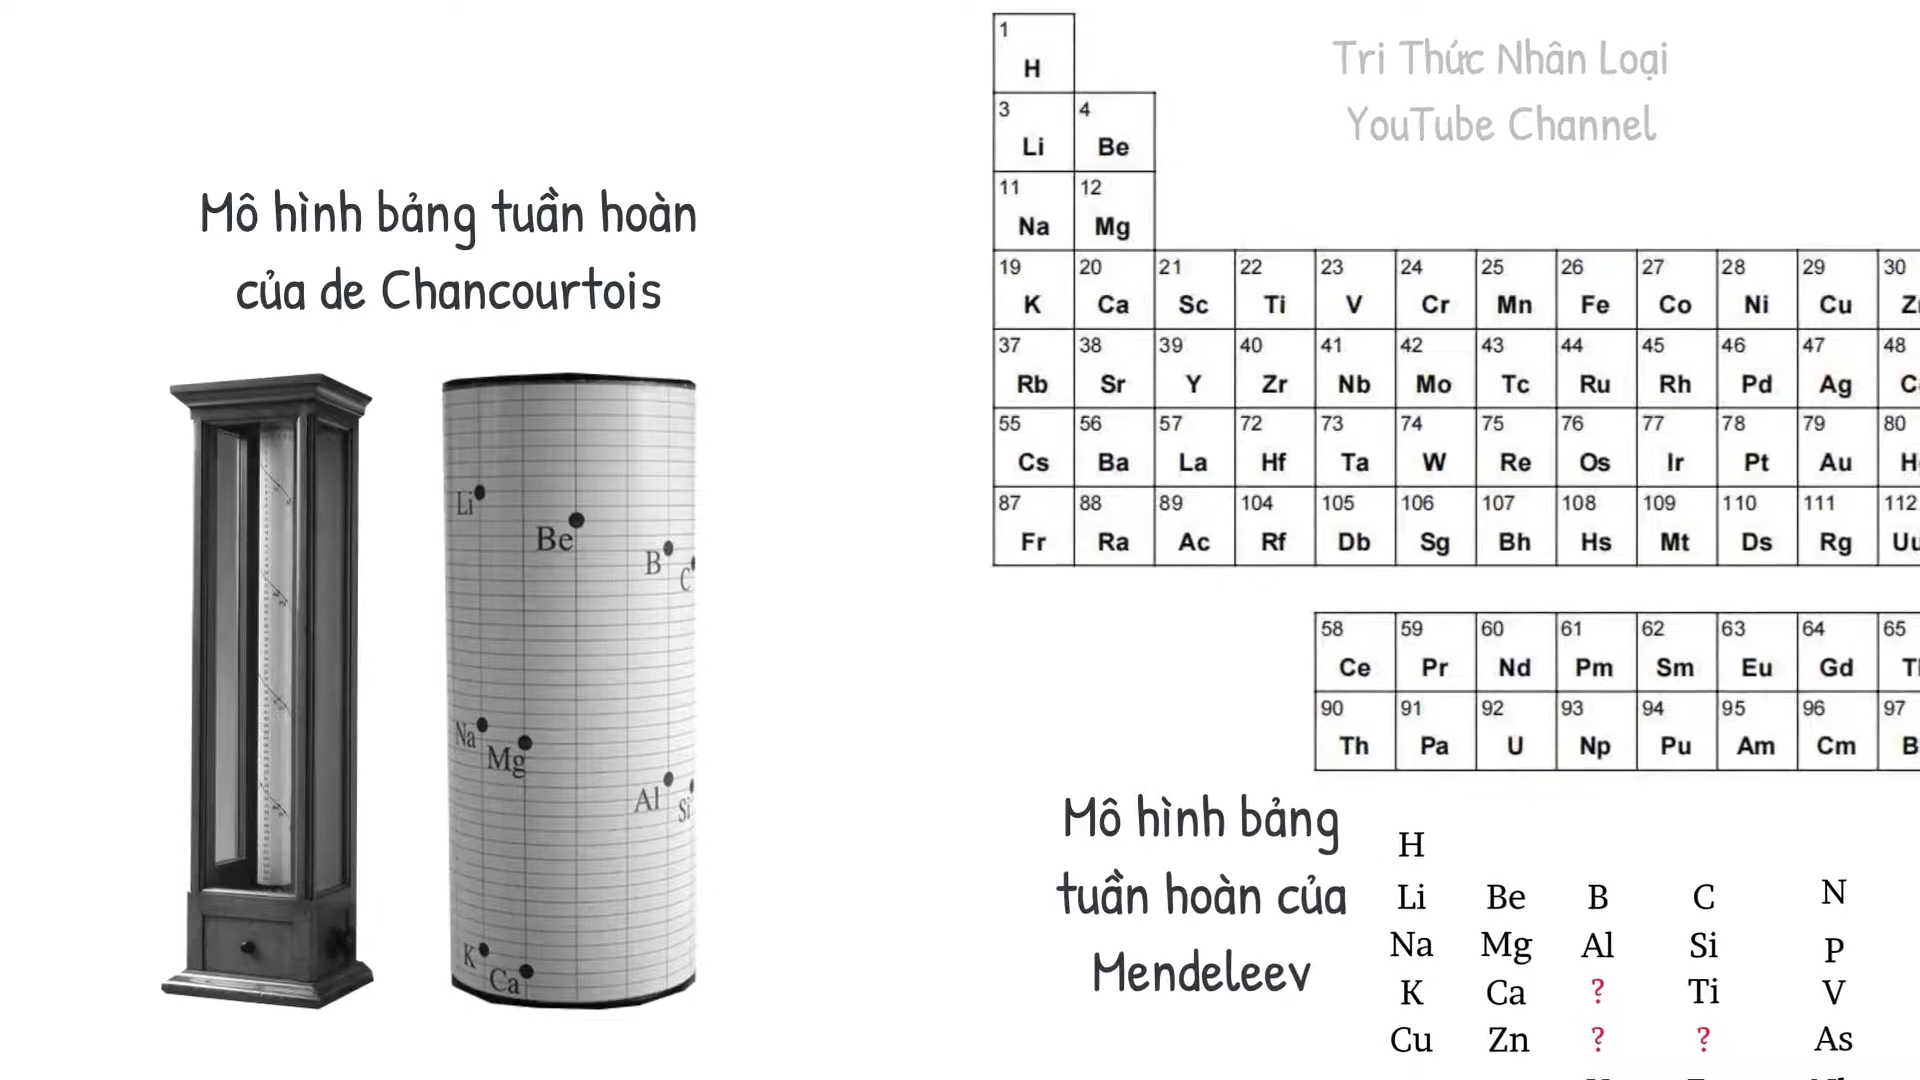 Mô hình bảng tuần hoàn
của de Chancourtois
Li
Be
B
C
Na
Mg
Al
Si
K
Ca
Tri Thức Nhân Loại
YouTube Channel
1
H
3 4
Li Be
11 12
Na Mg
19 20 21 22 23 24 25 26 27 28 29 30
K Ca Sc Ti V Cr Mn Fe Co Ni Cu
37 38 39 40 41 42 43 44 45 46 47 48
Rb Sr Y Zr Nb Mo Tc Ru Rh Pd Ag
55 56 57 72 73 74 75 76 77 78 79 80
Cs Ba La Hf Ta W Re Os Ir Pt Au
87 88 89 104 105 106 107 108 109 110 111 112
Fr Ra Ac Rf Db Sg Bh Hs Mt Ds Rg
58 59 60 61 62 63 64 65
Ce Pr Nd Pm Sm Eu Gd
90 91 92 93 94 95 96 97
Th Pa U Np Pu Am Cm
Mô hình bảng
tuần hoàn của
Mendeleev
H
Li Be B C N
Na Mg Al Si P
K Ca ? Ti V
Cu Zn ? ? As